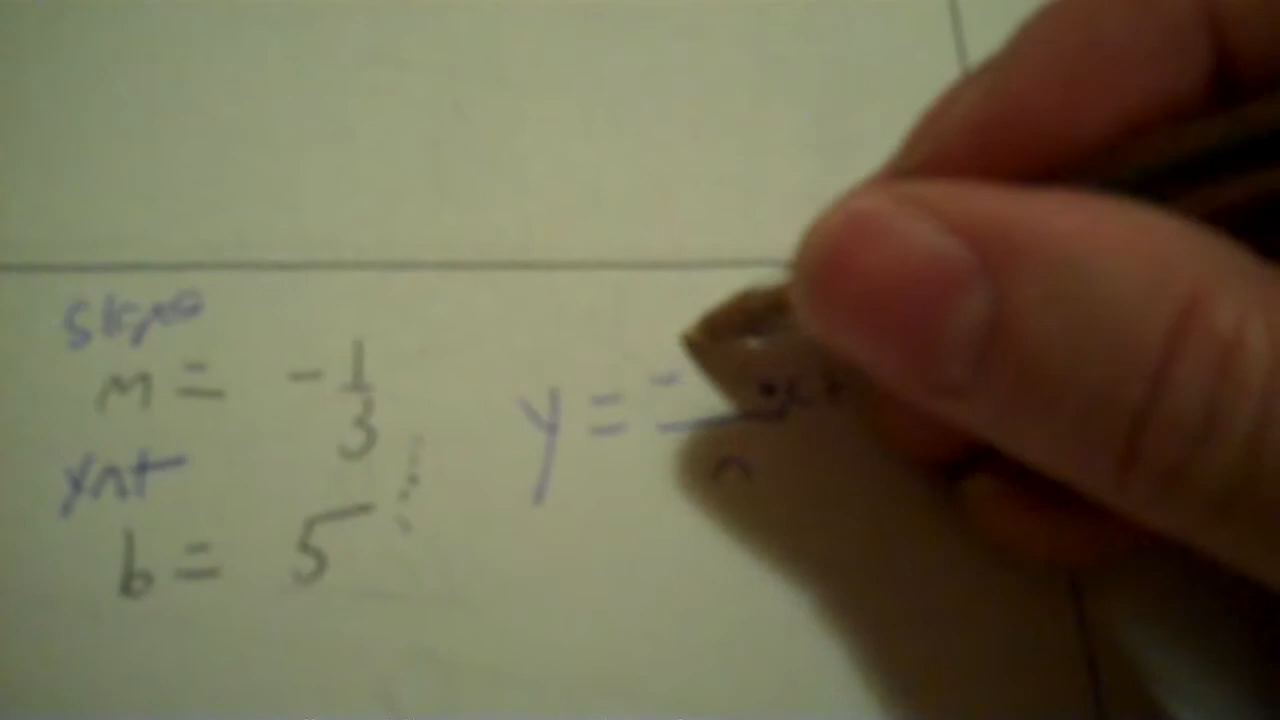 Slope
m = - 1/3
y =
Yint
b = 5